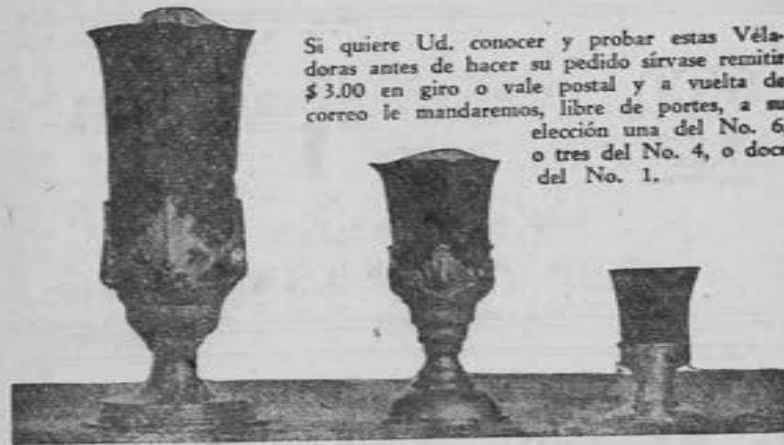 Si quiere Ud. conocer y probar estas Véla-
doras antes de hacer su pedido sírvase remitir
$ 3.00 en giro o vale postal y a vuelta de
correo le mandaremos, libre de portes, a
elección una del No. 6
o tres del No. 4, o doce
del No. 1.